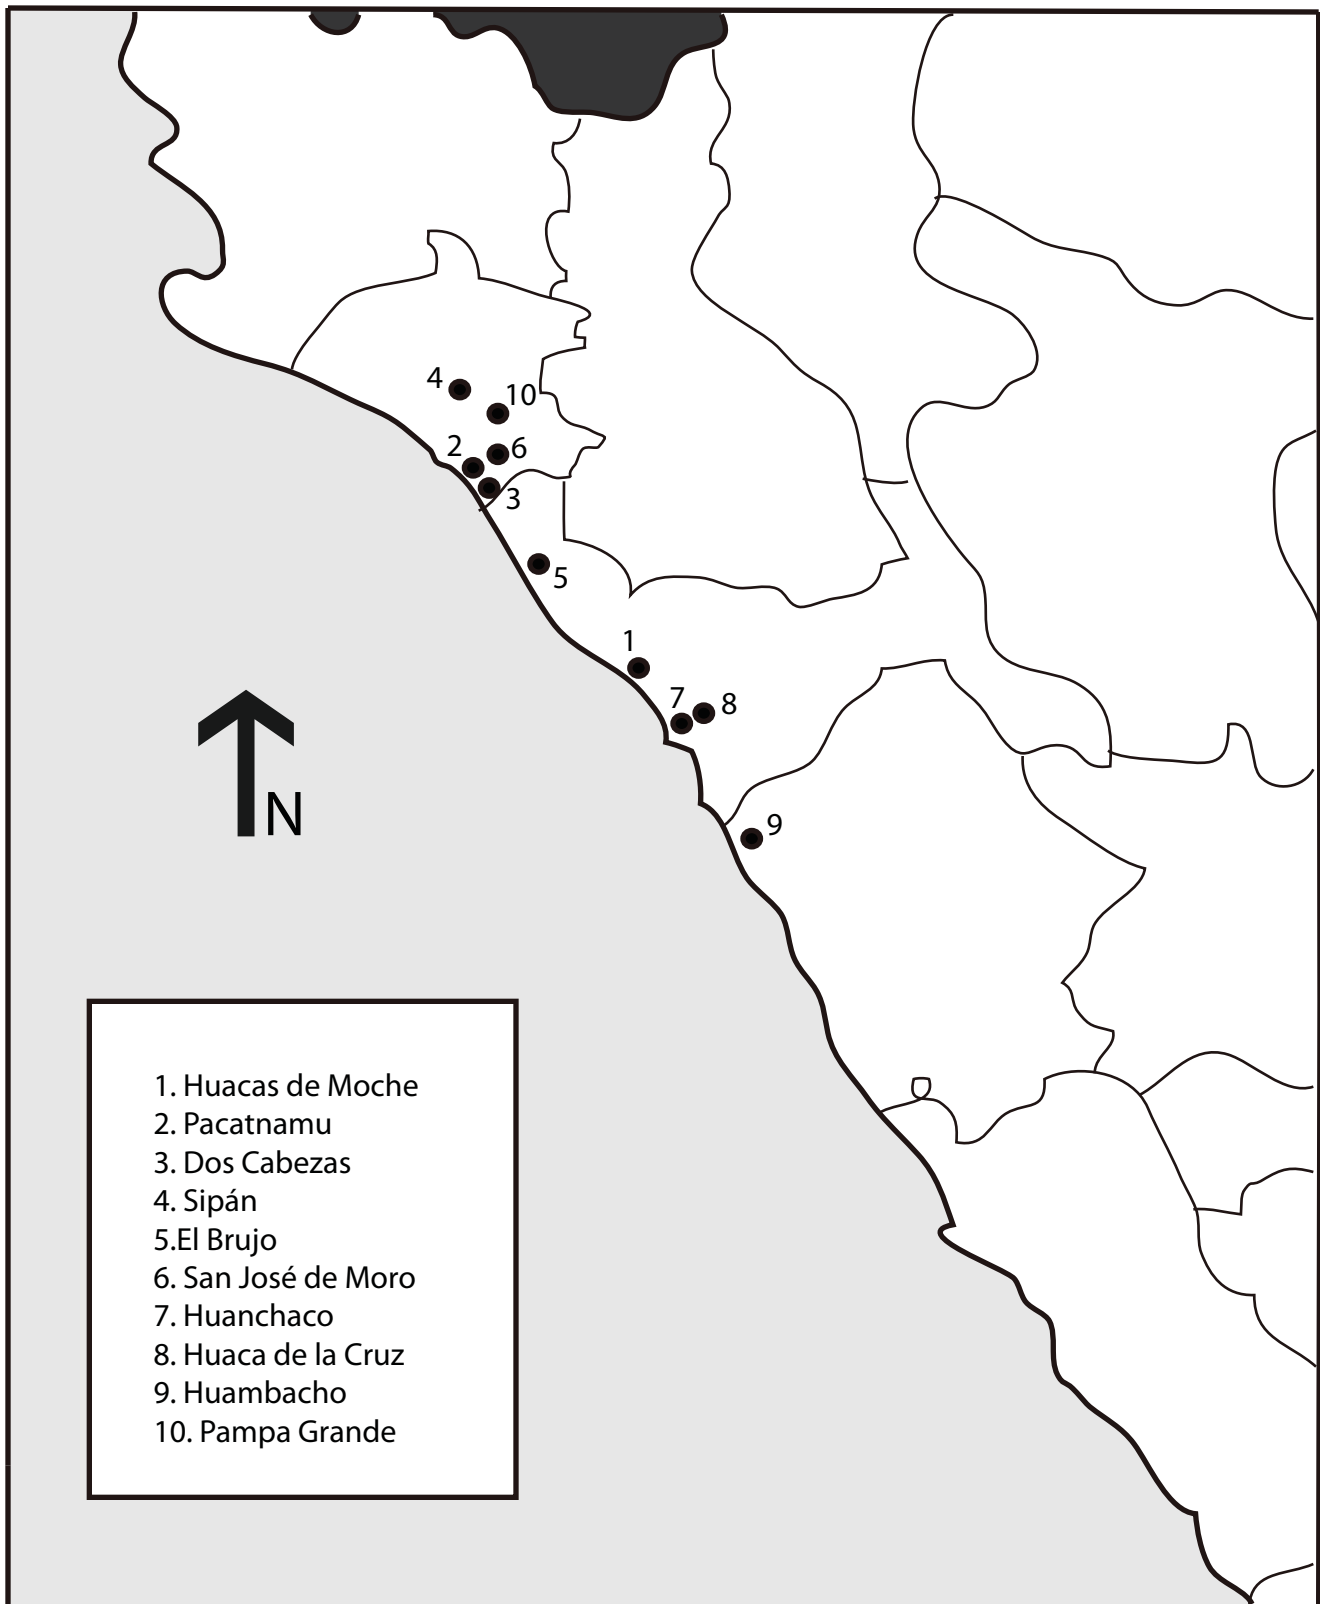 4
10
2
6
3
5
1
7
8
N
9
1. Huacas de Moche
2. Pacatnamu
3. Dos Cabezas
4. Sipán
5.El Brujo
6. San José de Moro
7. Huanchaco
8. Huaca de la Cruz
9. Huambacho
10. Pampa Grande